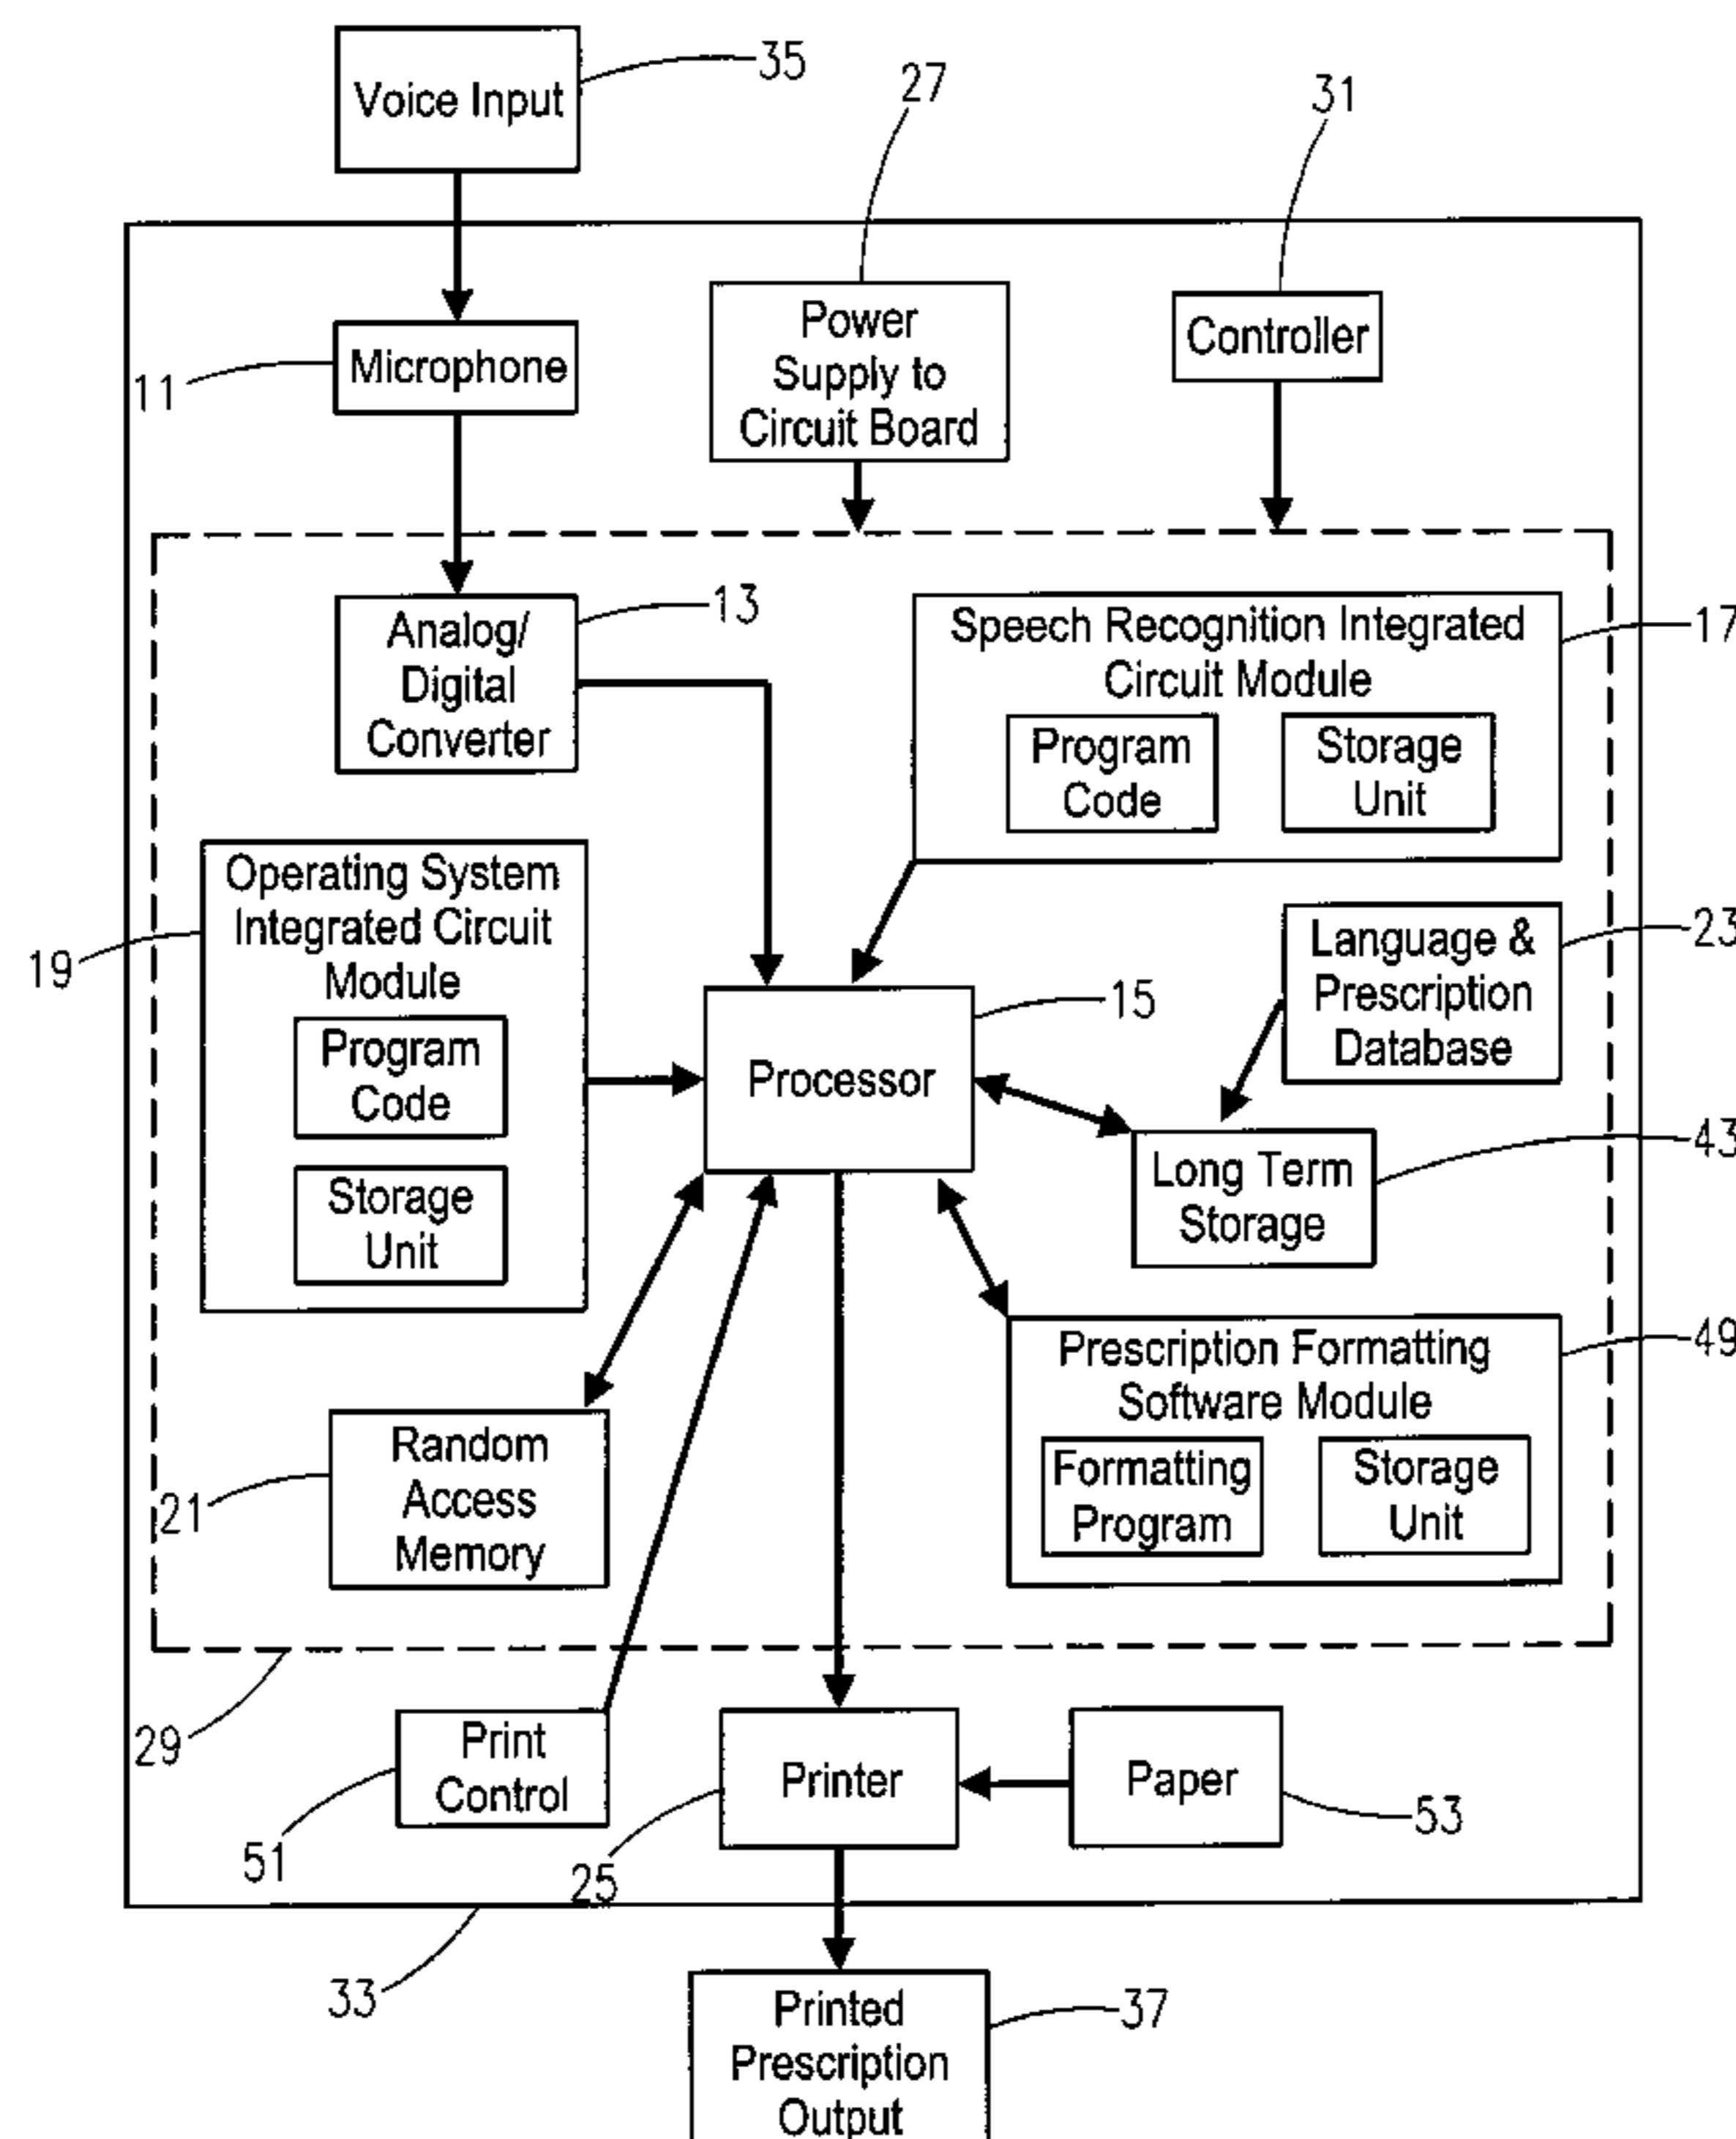 Voice Input
35
27
31
Microphone
11
Power
Supply to
Circuit Board
Controller
Analog/
Digital
Converter
13
Speech Recognition Integrated
Circuit Module
17
Program
Code
Storage
Unit
Operating System
Integrated Circuit
Module
19
Program
Code
Storage
Unit
Language &
Prescription
Database
23
Processor
15
Long Term
Storage
43
Prescription Formatting
Software Module
49
Formatting
Program
Storage
Unit
Random
Access
Memory
21
29
Print
Control
51
Printer
25
Paper
53
33
Printed
Prescription
Output
37